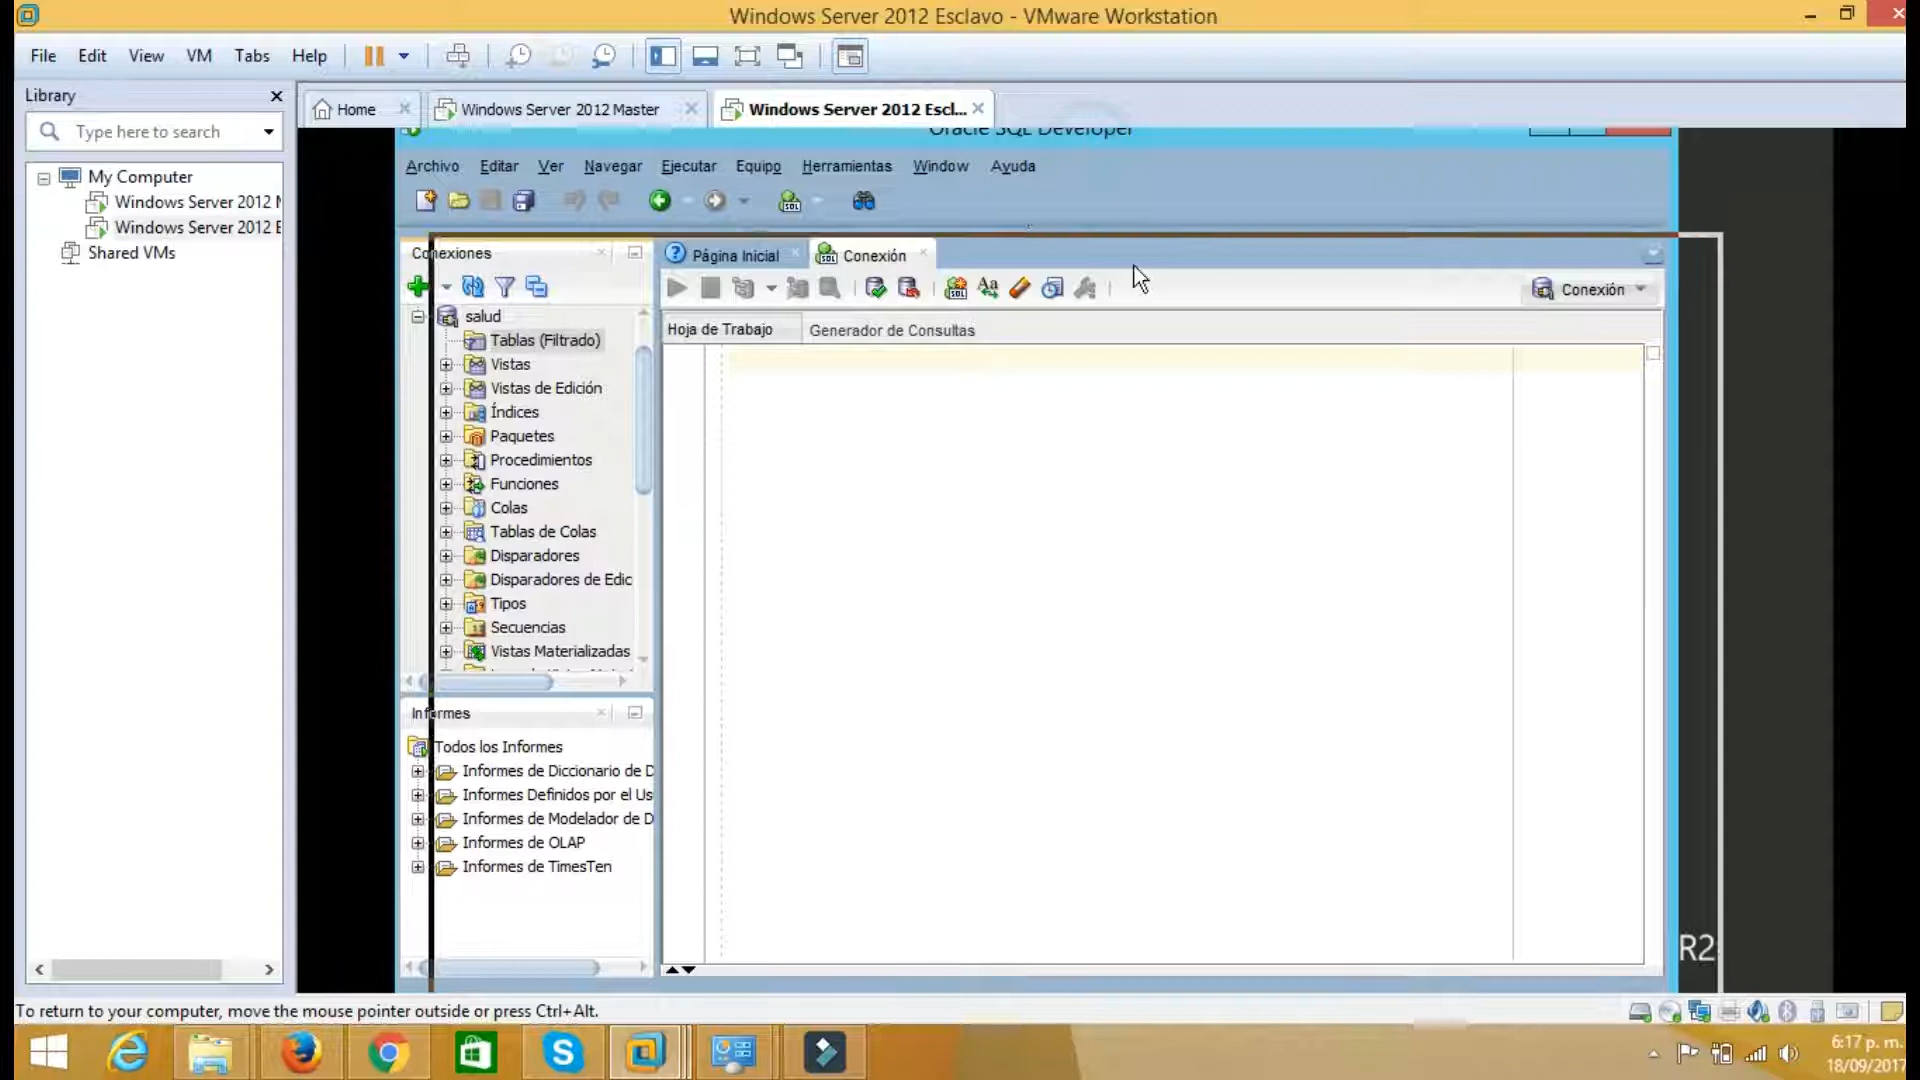 Windows Server 2012 Esclavo - VMware Workstation
File Edit View VM Tabs Help
Library
Type here to search
My Computer
Windows Server 2012
Windows Server 2012 E
Shared VMs
Home
Windows Server 2012 Master
Windows Server 2012 Escl...
Oracle SQL Developer
Archivo Editar Ver Navegar Ejecutar Equipo Herramientas Window Ayuda
Conexiones
Página Inicial
Conexión
Conexión
Hoja de Trabajo
Generador de Consultas
salud
Tablas (Filtrado)
Vistas
Vistas de Edición
Índices
Paquetes
Procedimientos
Funciones
Colas
Tablas de Colas
Disparadores
Disparadores de Edic
Tipos
Secuencias
Vistas Materializadas
Informes
Todos los Informes
Informes de Diccionario de D
Informes Definidos por el Us
Informes de Modelador de D
Informes de OLAP
Informes de TimesTen
R2
To return to your computer, move the mouse pointer outside or press Ctrl+Alt.
6:17 p. m.
18/09/2017